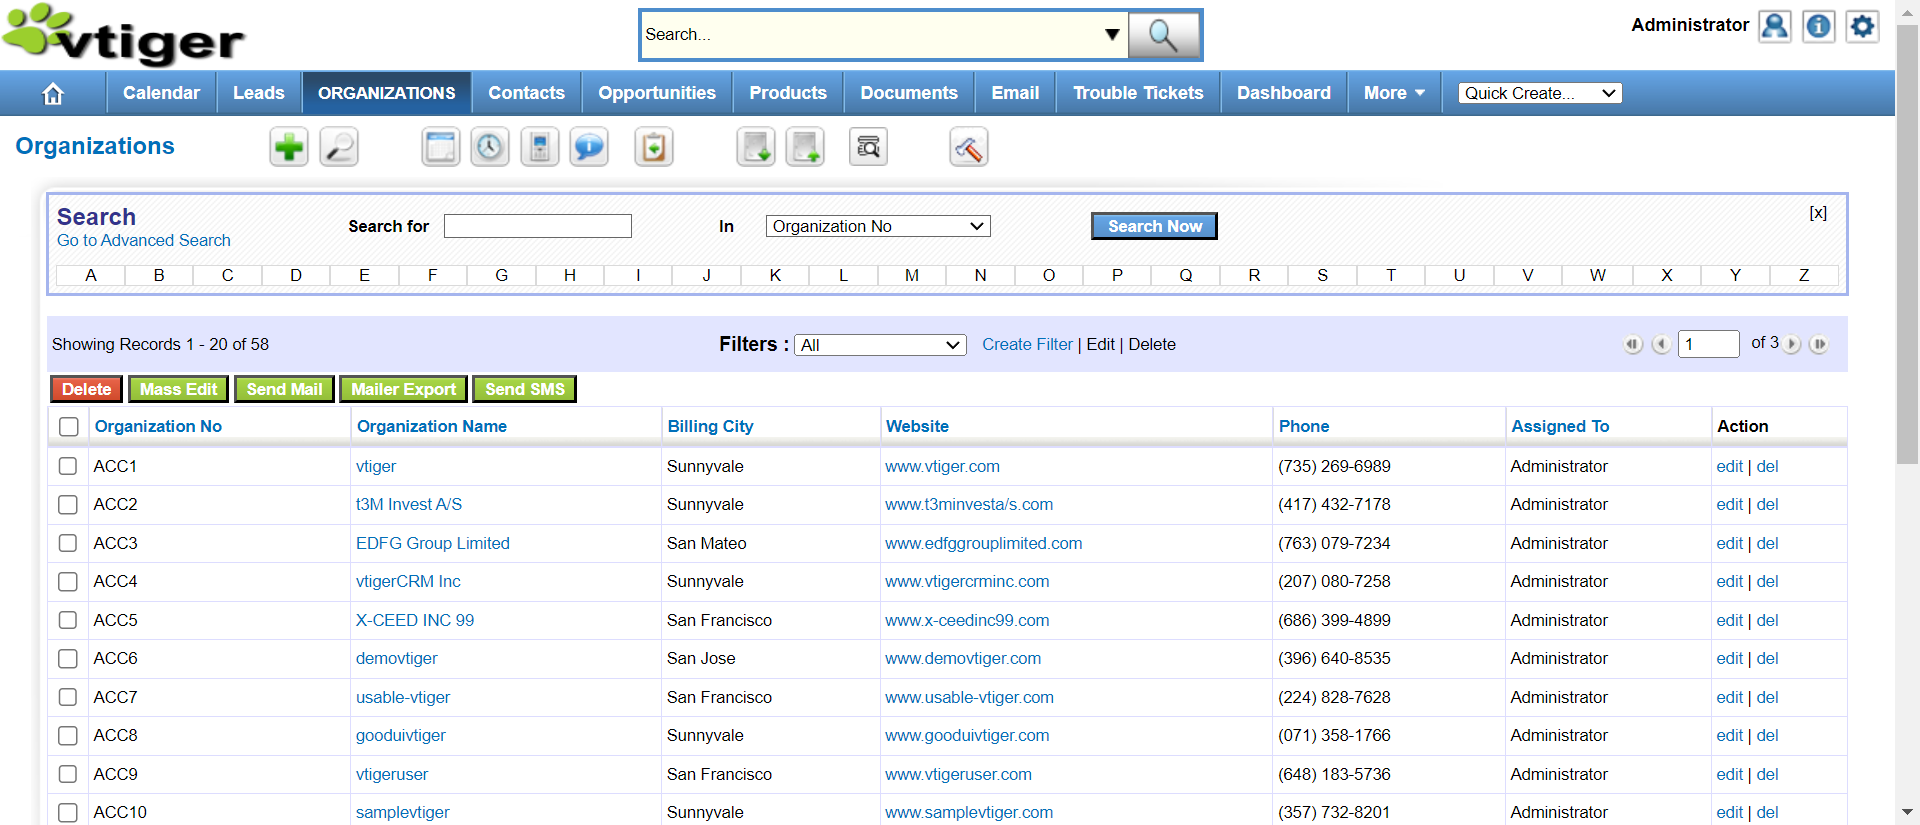 vtiger
Search...
Administrator
Calendar Leads ORGANIZATIONS Contacts Opportunities Products Documents Email Trouble Tickets Dashboard More Quick Create...
Organizations
Search
Go to Advanced Search
Search for In Organization No Search Now [x]
A B C D E F G H I J K L M N O P Q R S T U V W X Y Z
Showing Records 1 - 20 of 58 Filters : All Create Filter | Edit | Delete 1 of 3
Delete Mass Edit Send Mail Mailer Export Send SMS
Organization No Organization Name Billing City Website Phone Assigned To Action
ACC1 vtiger Sunnyvale www.vtiger.com (735) 269-6989 Administrator edit | del
ACC2 t3M Invest A/S Sunnyvale www.t3minvesta/s.com (417) 432-7178 Administrator edit | del
ACC3 EDFG Group Limited San Mateo www.edfggrouplimited.com (763) 079-7234 Administrator edit | del
ACC4 vtigerCRM Inc Sunnyvale www.vtigercrminc.com (207) 080-7258 Administrator edit | del
ACC5 X-CEED INC 99 San Francisco www.x-ceedinc99.com (686) 399-4899 Administrator edit | del
ACC6 demovtiger San Jose www.demovtiger.com (396) 640-8535 Administrator edit | del
ACC7 usable-vtiger San Francisco www.usable-vtiger.com (224) 828-7628 Administrator edit | del
ACC8 gooduivtiger Sunnyvale www.gooduivtiger.com (071) 358-1766 Administrator edit | del
ACC9 vtigeruser San Francisco www.vtigeruser.com (648) 183-5736 Administrator edit | del
ACC10 samplevtiger Sunnyvale www.samplevtiger.com (357) 732-8201 Administrator edit | del